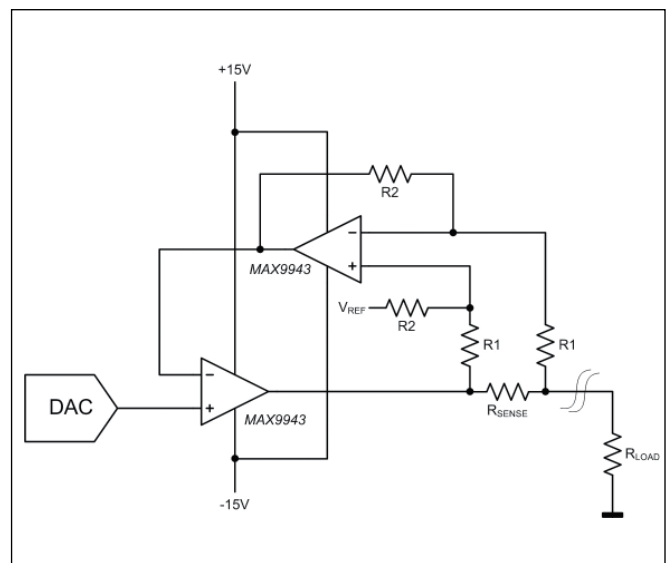 +15V
R2
MAX9943
VREF
R2
R1
R1
DAC
MAX9943
RSENSE
RLOAD
-15V